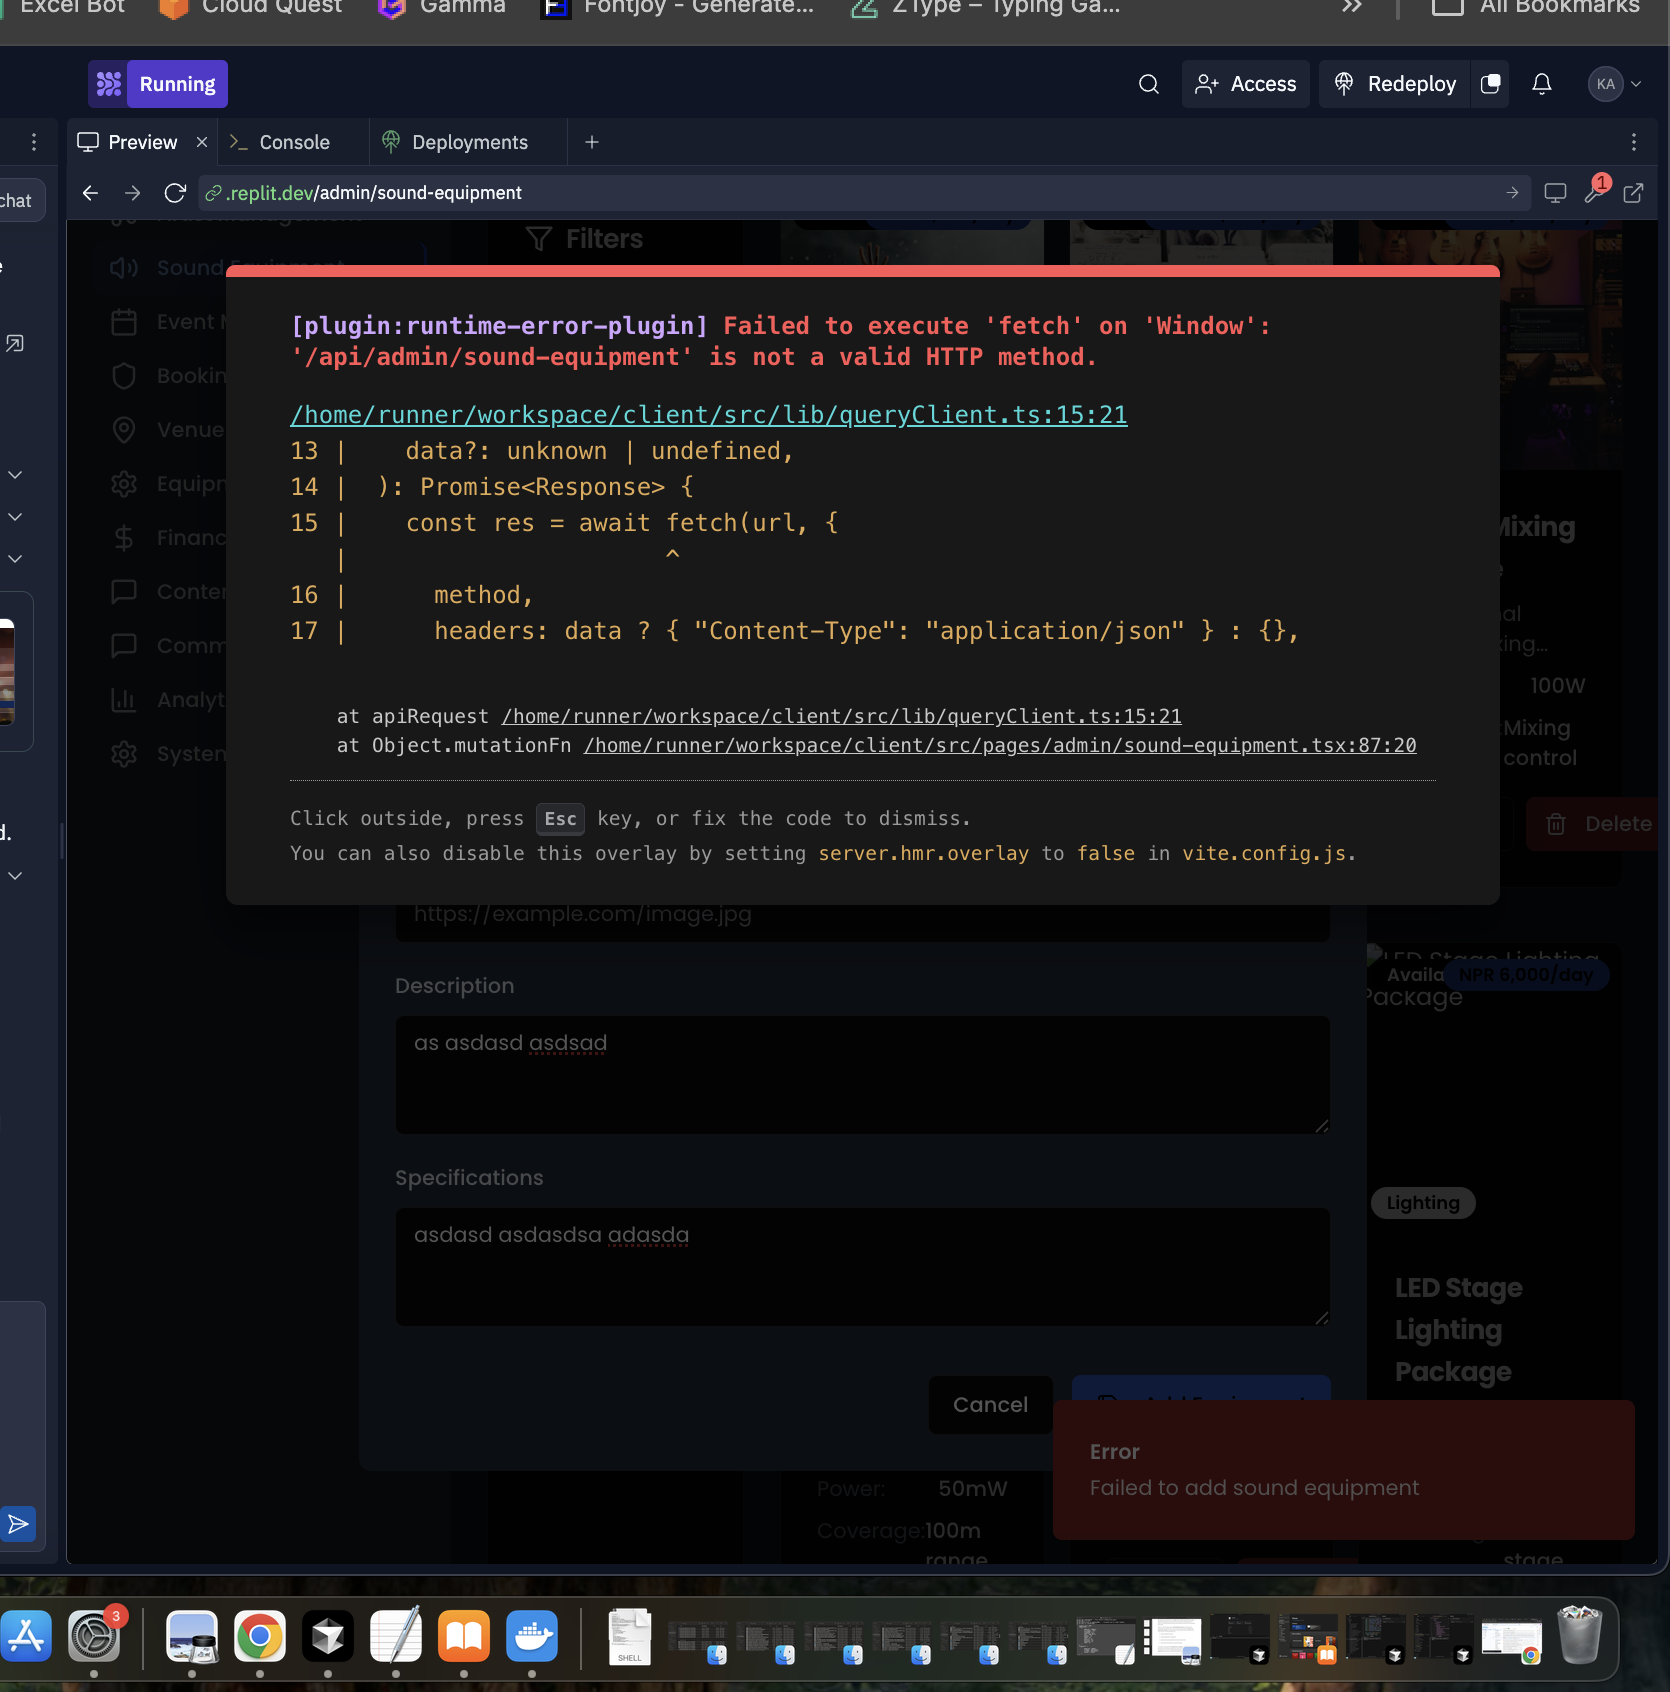 Excel Bot
Cloud Quest
Gamma
Fontjoy - Generate...
ZType – Typing Ga...
All Bookmarks
Running
Access
Redeploy
KA
Preview
Console
Deployments
chat
.replit.dev/admin/sound-equipment
1
Filters
Sound Equipment
[plugin:runtime-error-plugin] Failed to execute 'fetch' on 'Window':
'/api/admin/sound-equipment' is not a valid HTTP method.
/home/runner/workspace/client/src/lib/queryClient.ts:15:21
13 | data?: unknown | undefined,
14 | ): Promise<Response> {
15 | const res = await fetch(url, {
| ^
16 | method,
17 | headers: data ? { "Content-Type": "application/json" } : {},
at apiRequest /home/runner/workspace/client/src/lib/queryClient.ts:15:21
at Object.mutationFn /home/runner/workspace/client/src/pages/admin/sound-equipment.tsx:87:20
Click outside, press Esc key, or fix the code to dismiss.
You can also disable this overlay by setting server.hmr.overlay to false in vite.config.js.
Event
Bookin
Venue
Equipm
Financ
Conte
Comm
Analyt
System
Mixing
100W
Mixing
control
Delete
https://example.com/image.jpg
Description
as asdasd asdsad
Specifications
asdasd asdasdsa adasda
Cancel
LED Stage Lighting
Package
Availa
NPR 6,000/day
Lighting
LED Stage
Lighting
Package
Error
Failed to add sound equipment
Power: 50mW
Coverage: 100m
range
stage
3
SHELL